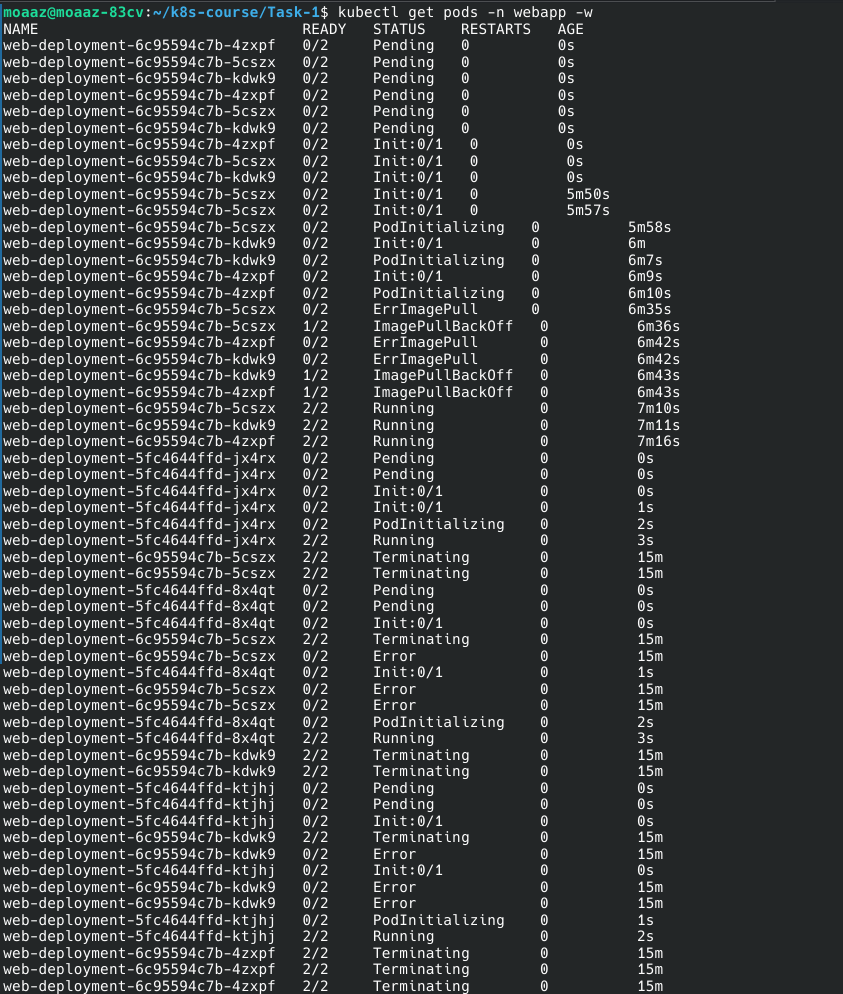 moaaz@moaaz-83cv:~/k8s-course/Task-1$ kubectl get pods -n webapp -w
NAME                              READY   STATUS    RESTARTS   AGE
web-deployment-6c95594c7b-4zxpf   0/2     Pending   0          0s
web-deployment-6c95594c7b-5cszx   0/2     Pending   0          0s
web-deployment-6c95594c7b-kdwk9   0/2     Pending   0          0s
web-deployment-6c95594c7b-4zxpf   0/2     Pending   0          0s
web-deployment-6c95594c7b-5cszx   0/2     Pending   0          0s
web-deployment-6c95594c7b-kdwk9   0/2     Pending   0          0s
web-deployment-6c95594c7b-4zxpf   0/2     Init:0/1   0          0s
web-deployment-6c95594c7b-5cszx   0/2     Init:0/1   0          0s
web-deployment-6c95594c7b-kdwk9   0/2     Init:0/1   0          0s
web-deployment-6c95594c7b-5cszx   0/2     Init:0/1   0          5m50s
web-deployment-6c95594c7b-5cszx   0/2     Init:0/1   0          5m57s
web-deployment-6c95594c7b-5cszx   0/2     PodInitializing   0          5m58s
web-deployment-6c95594c7b-kdwk9   0/2     Init:0/1          0          6m
web-deployment-6c95594c7b-kdwk9   0/2     PodInitializing   0          6m7s
web-deployment-6c95594c7b-4zxpf   0/2     Init:0/1          0          6m9s
web-deployment-6c95594c7b-4zxpf   0/2     PodInitializing   0          6m10s
web-deployment-6c95594c7b-5cszx   0/2     ErrImagePull      0          6m35s
web-deployment-6c95594c7b-5cszx   1/2     ImagePullBackOff   0          6m36s
web-deployment-6c95594c7b-4zxpf   0/2     ErrImagePull       0          6m42s
web-deployment-6c95594c7b-kdwk9   0/2     ErrImagePull       0          6m42s
web-deployment-6c95594c7b-kdwk9   1/2     ImagePullBackOff   0          6m43s
web-deployment-6c95594c7b-4zxpf   1/2     ImagePullBackOff   0          6m43s
web-deployment-6c95594c7b-5cszx   2/2     Running            0          7m10s
web-deployment-6c95594c7b-kdwk9   2/2     Running            0          7m11s
web-deployment-6c95594c7b-4zxpf   2/2     Running            0          7m16s
web-deployment-5fc4644ffd-jx4rx   0/2     Pending            0          0s
web-deployment-5fc4644ffd-jx4rx   0/2     Pending            0          0s
web-deployment-5fc4644ffd-jx4rx   0/2     Init:0/1           0          0s
web-deployment-5fc4644ffd-jx4rx   0/2     Init:0/1           0          1s
web-deployment-5fc4644ffd-jx4rx   0/2     PodInitializing    0          2s
web-deployment-5fc4644ffd-jx4rx   2/2     Running            0          3s
web-deployment-6c95594c7b-5cszx   2/2     Terminating        0          15m
web-deployment-6c95594c7b-5cszx   2/2     Terminating        0          15m
web-deployment-5fc4644ffd-8x4qt   0/2     Pending            0          0s
web-deployment-5fc4644ffd-8x4qt   0/2     Pending            0          0s
web-deployment-5fc4644ffd-8x4qt   0/2     Init:0/1           0          0s
web-deployment-6c95594c7b-5cszx   2/2     Terminating        0          15m
web-deployment-6c95594c7b-5cszx   0/2     Error              0          15m
web-deployment-5fc4644ffd-8x4qt   0/2     Init:0/1           0          1s
web-deployment-6c95594c7b-5cszx   0/2     Error              0          15m
web-deployment-6c95594c7b-5cszx   0/2     Error              0          15m
web-deployment-5fc4644ffd-8x4qt   0/2     PodInitializing    0          2s
web-deployment-5fc4644ffd-8x4qt   2/2     Running            0          3s
web-deployment-6c95594c7b-kdwk9   2/2     Terminating        0          15m
web-deployment-6c95594c7b-kdwk9   2/2     Terminating        0          15m
web-deployment-5fc4644ffd-ktjhj   0/2     Pending            0          0s
web-deployment-5fc4644ffd-ktjhj   0/2     Pending            0          0s
web-deployment-5fc4644ffd-ktjhj   0/2     Init:0/1           0          0s
web-deployment-6c95594c7b-kdwk9   2/2     Terminating        0          15m
web-deployment-6c95594c7b-kdwk9   0/2     Error              0          15m
web-deployment-5fc4644ffd-ktjhj   0/2     Init:0/1           0          0s
web-deployment-6c95594c7b-kdwk9   0/2     Error              0          15m
web-deployment-6c95594c7b-kdwk9   0/2     Error              0          15m
web-deployment-5fc4644ffd-ktjhj   0/2     PodInitializing    0          1s
web-deployment-5fc4644ffd-ktjhj   2/2     Running            0          2s
web-deployment-6c95594c7b-4zxpf   2/2     Terminating        0          15m
web-deployment-6c95594c7b-4zxpf   2/2     Terminating        0          15m
web-deployment-6c95594c7b-4zxpf   2/2     Terminating        0          15m